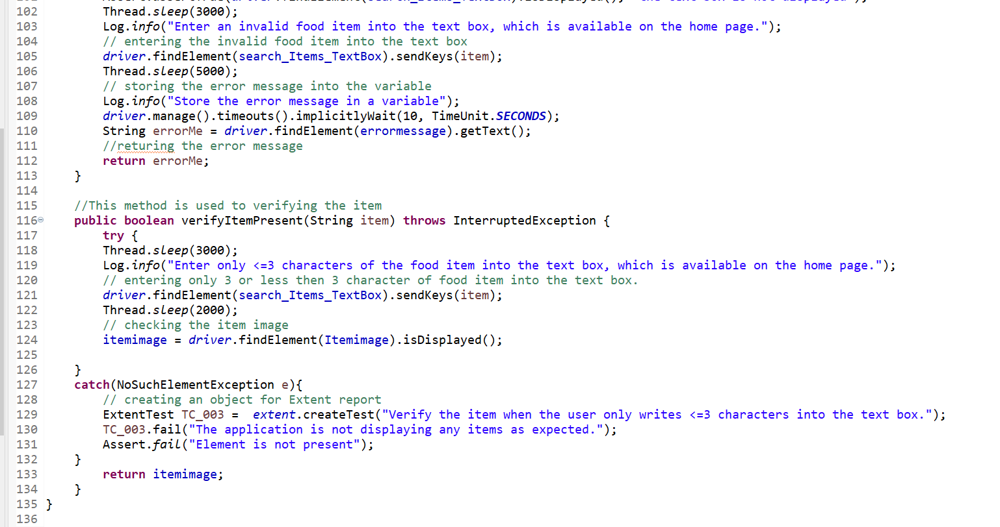 102 Thread.sleep(3000);
103 Log.info("Enter an invalid food item into the text box, which is available on the home page.");
104 // entering the invalid food item into the text box
105 driver.findElement(search_Items_TextBox).sendKeys(item);
106 Thread.sleep(5000);
107 // storing the error message into the variable
108 Log.info("Store the error message in a variable");
109 driver.manage().timeouts().implicitlyWait(10, TimeUnit.SECONDS);
110 String errorMe = driver.findElement(errormessage).getText();
111 //returing the error message
112 return errorMe;
113 }
114
115 //This method is used to verifying the item
116 public boolean verifyItemPresent(String item) throws InterruptedException {
117 try {
118 Thread.sleep(3000);
119 Log.info("Enter only <=3 characters of the food item into the text box, which is available on the home page.");
120 // entering only 3 or less then 3 character of food item into the text box.
121 driver.findElement(search_Items_TextBox).sendKeys(item);
122 Thread.sleep(2000);
123 // checking the item image
124 itemimage = driver.findElement(Itemimage).isDisplayed();
125
126 }
127 catch(NoSuchElementException e){
128 // creating an object for Extent report
129 ExtentTest TC_003 =  extent.createTest("Verify the item when the user only writes <=3 characters into the text box.");
130 TC_003.fail("The application is not displaying any items as expected.");
131 Assert.fail("Element is not present");
132 }
133 return itemimage;
134 }
135 }
136